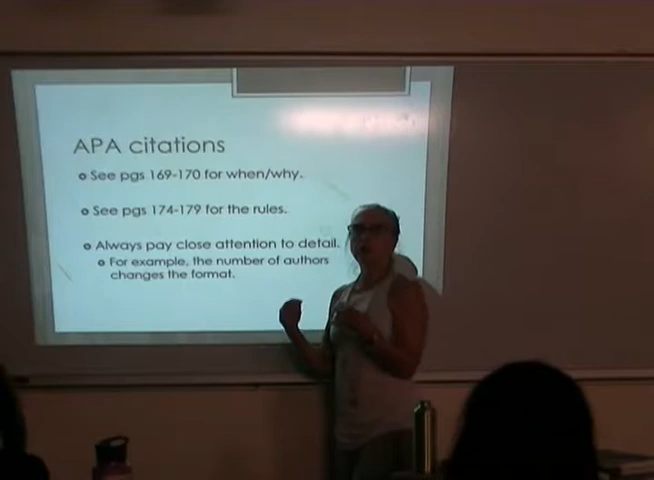 APA citations
See pgs 169-170 for when/why.
See pgs 174-179 for the rules.
Always pay close attention to detail.
For example, the number of authors
changes the format.